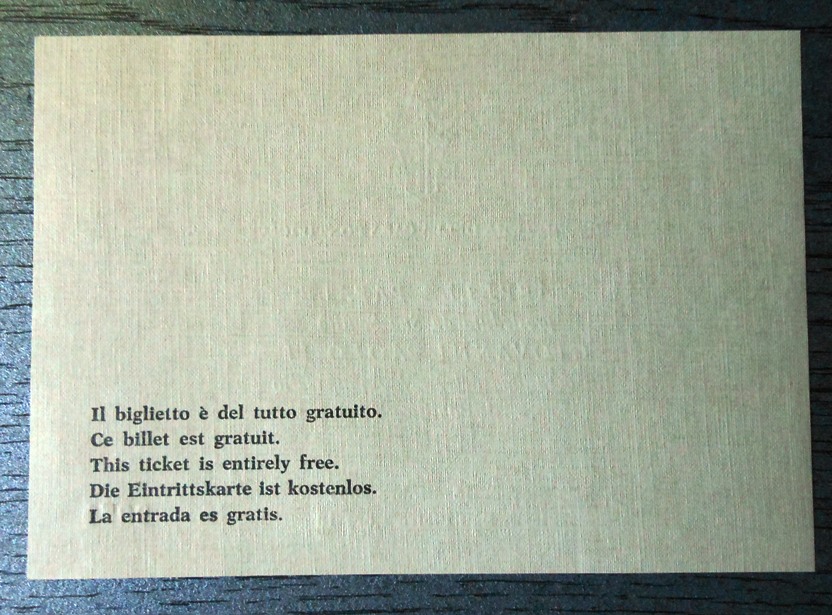 Il biglietto è del tutto gratuito.
Ce billet est gratuit.
This ticket is entirely free.
Die Eintrittskarte ist kostenlos.
La entrada es gratis.